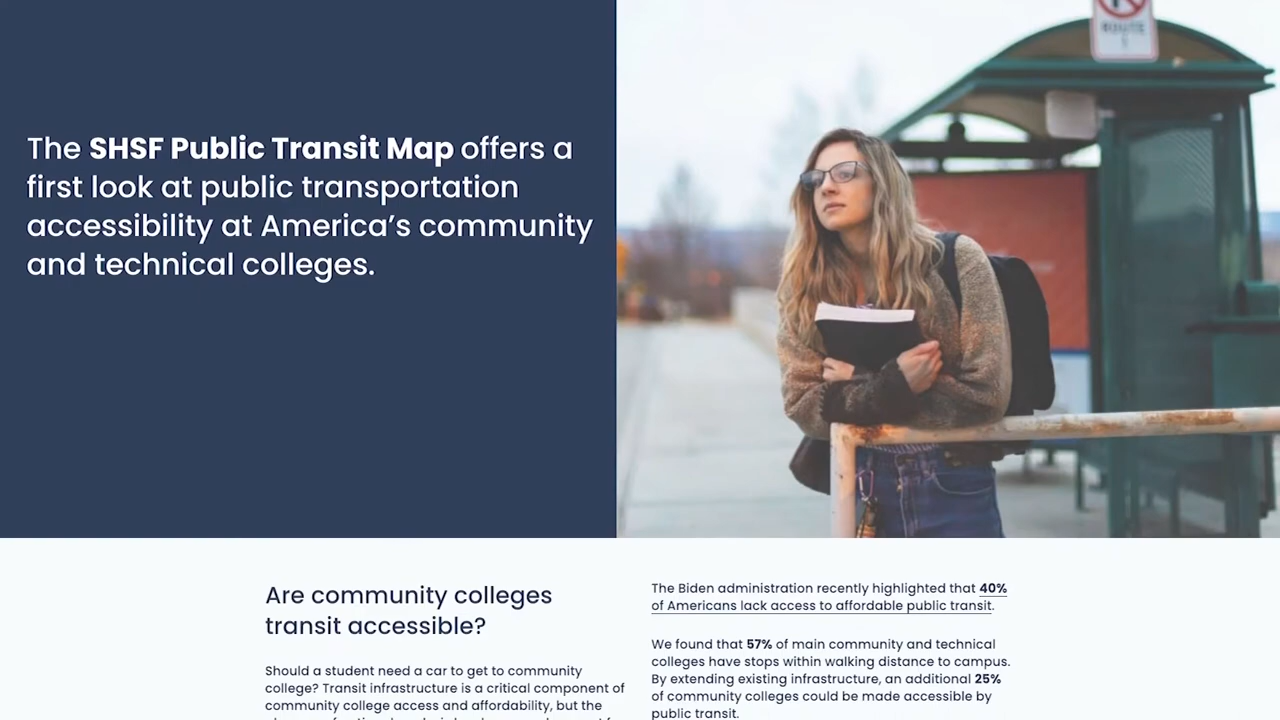 The SHSF Public Transit Map offers a
first look at public transportation
accessibility at America's community
and technical colleges.
ROUTE
1
Are community colleges
transit accessible?
Should a student need a car to get to community
college? Transit infrastructure is a critical component of
community college access and affordability, but the
The Biden administration recently highlighted that 40%
of Americans lack access to affordable public transit.
We found that 57% of main community and technical
colleges have stops within walking distance to campus.
By extending existing infrastructure, an additional 25%
of community colleges could be made accessible by
public transit.